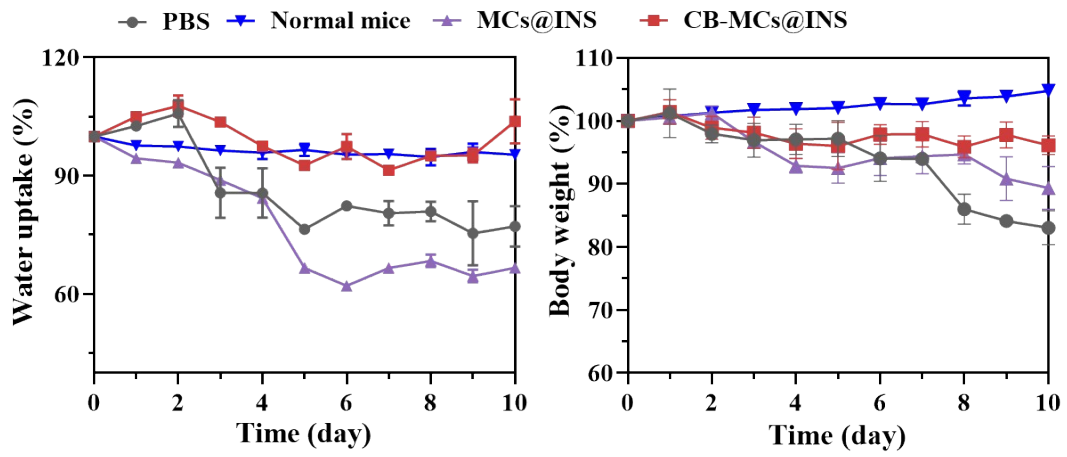 PBS Normal mice MCs@INS CB-MCs@INS
Water uptake (%)
120
90
60
0 2 4 6 8 10
Time (day)
Body weight (%)
110
100
90
80
70
60
0 2 4 6 8 10
Time (day)